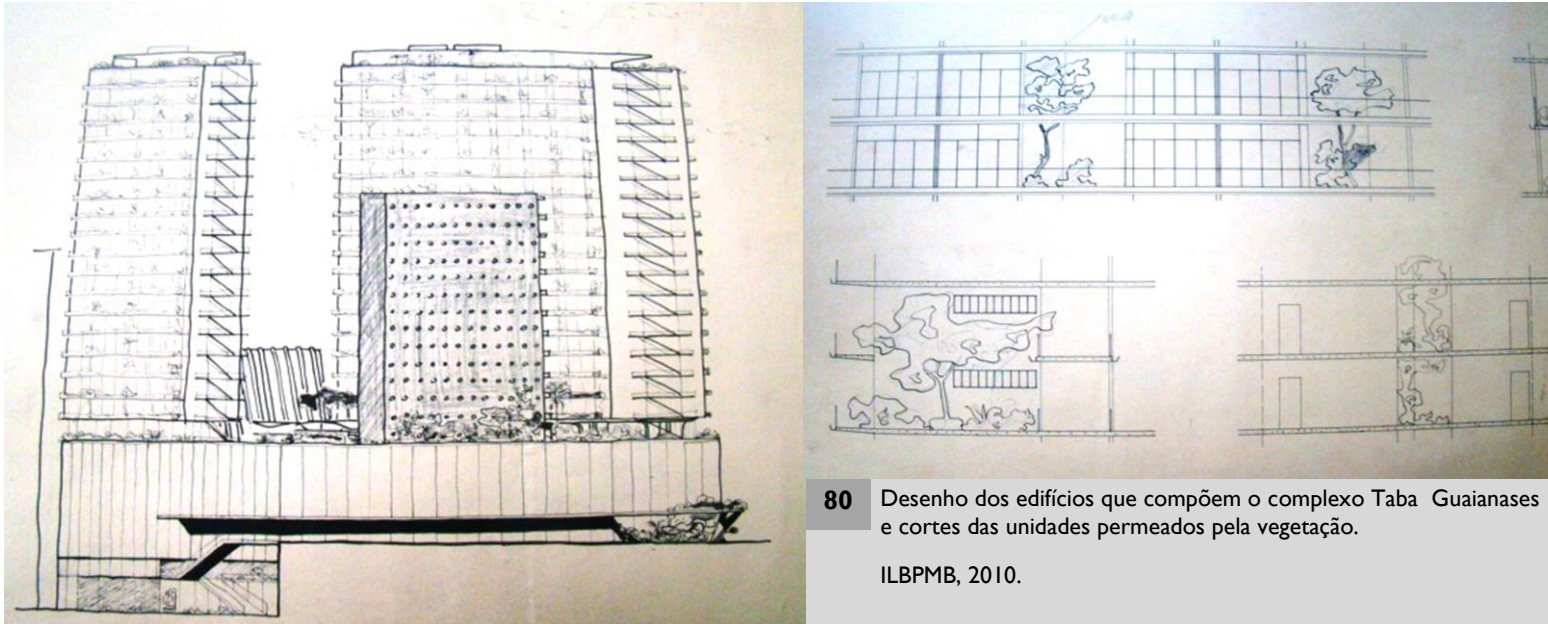 80
Desenho dos edifícios que compõem o complexo Taba Guaianases
e cortes das unidades permeados pela vegetação.
ILBPMB, 2010.